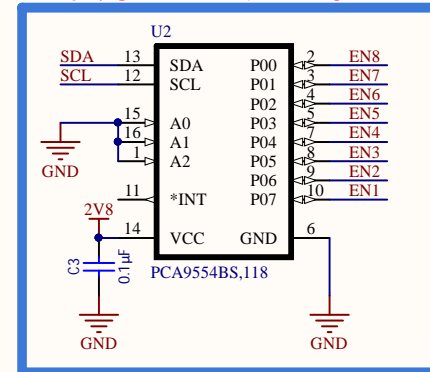 U2
SDA 13 SDA P00 2 EN8
SCL 12 SCL P01 3 EN7
P02 4 EN6
15 A0 P03 5 EN5
16 A1 P04 7 EN4
1 A2 P05 8 EN3
GND P06 9 EN2
11 *INT P07 10 EN1
2V8
14 VCC GND 6
C3 0.1µF
PCA9554BS,118
GND GND